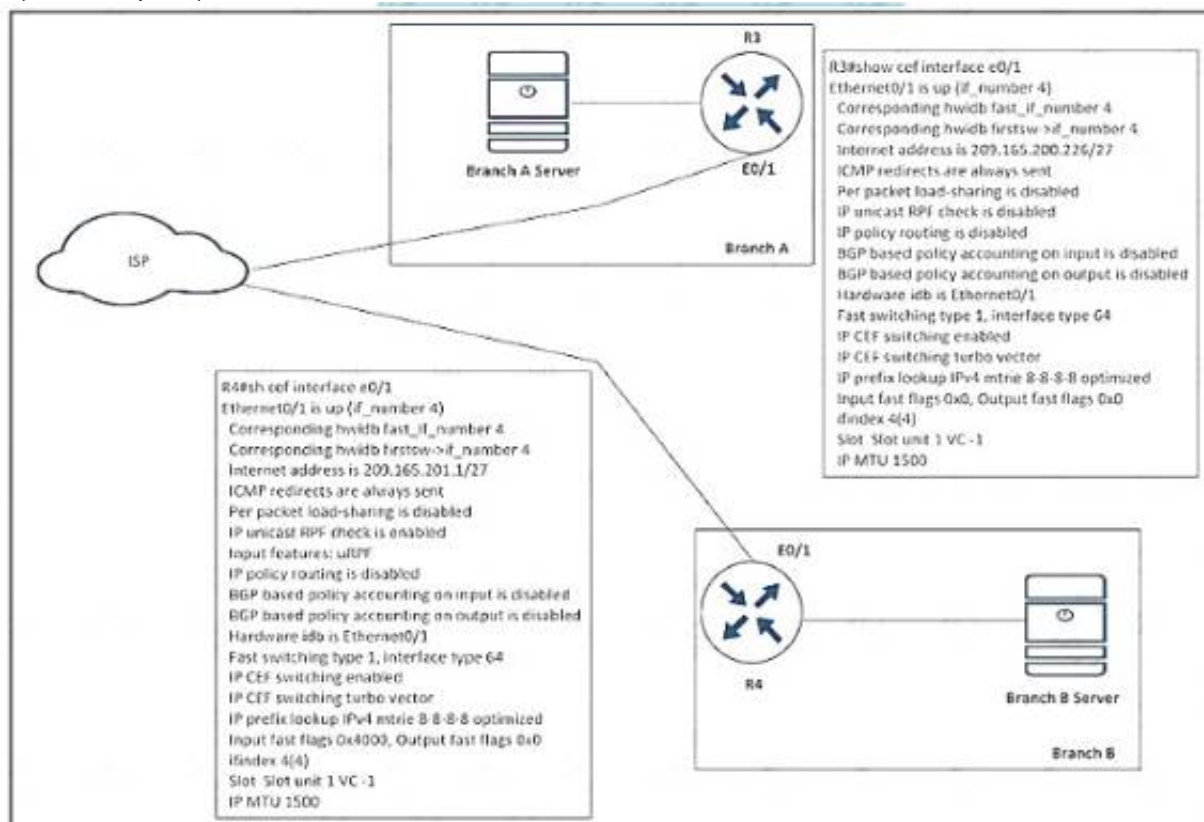 R3
R3#show cef interface e0/1
Ethernet0/1 is up (if_number 4)
Corresponding hwidb fast_if_number 4
Corresponding hwidb firstsw->if_number 4
Internet address is 209.165.200.226/27
ICMP redirects are always sent
Per packet load-sharing is disabled
IP unicast RPF check is disabled
IP policy routing is disabled
BGP based policy accounting on input is disabled
BGP based policy accounting on output is disabled
Hardware idb is Ethernet0/1
Fast switching type 1, interface type 64
IP CEF switching enabled
IP CEF switching turbo vector
IP prefix lookup IPv4 mtrie 8-8-8-8 optimized
Input fast flags 0x0, Output fast flags 0x0
ifindex 4(4)
Slot Slot unit 1 VC -1
IP MTU 1500
Branch A Server
E0/1
Branch A
ISP
R4#sh cef interface e0/1
Ethernet0/1 is up (if_number 4)
Corresponding hwidb fast_if_number 4
Corresponding hwidb firstsw->if_number 4
Internet address is 209.165.201.1/27
ICMP redirects are always sent
Per packet load-sharing is disabled
IP unicast RPF check is enabled
Input features: uRPF
IP policy routing is disabled
BGP based policy accounting on input is disabled
BGP based policy accounting on output is disabled
Hardware idb is Ethernet0/1
Fast switching type 1, interface type 64
IP CEF switching enabled
IP CEF switching turbo vector
IP prefix lookup IPv4 mtrie 8-8-8-8 optimized
Input fast flags 0x4000, Output fast flags 0x0
ifindex 4(4)
Slot Slot unit 1 VC -1
IP MTU 1500
E0/1
R4
Branch B Server
Branch B